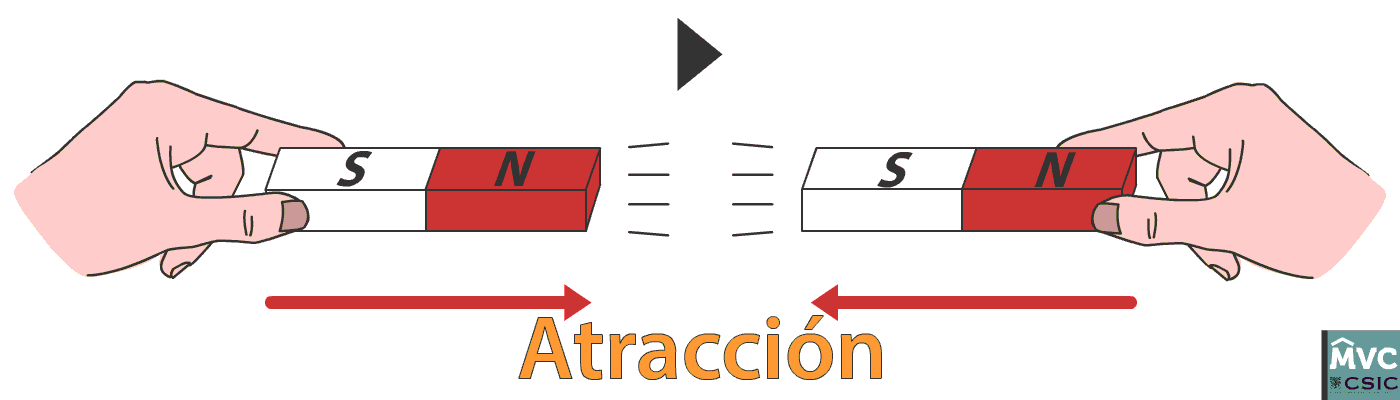 S N S N
Atracción
MVC
CSIC